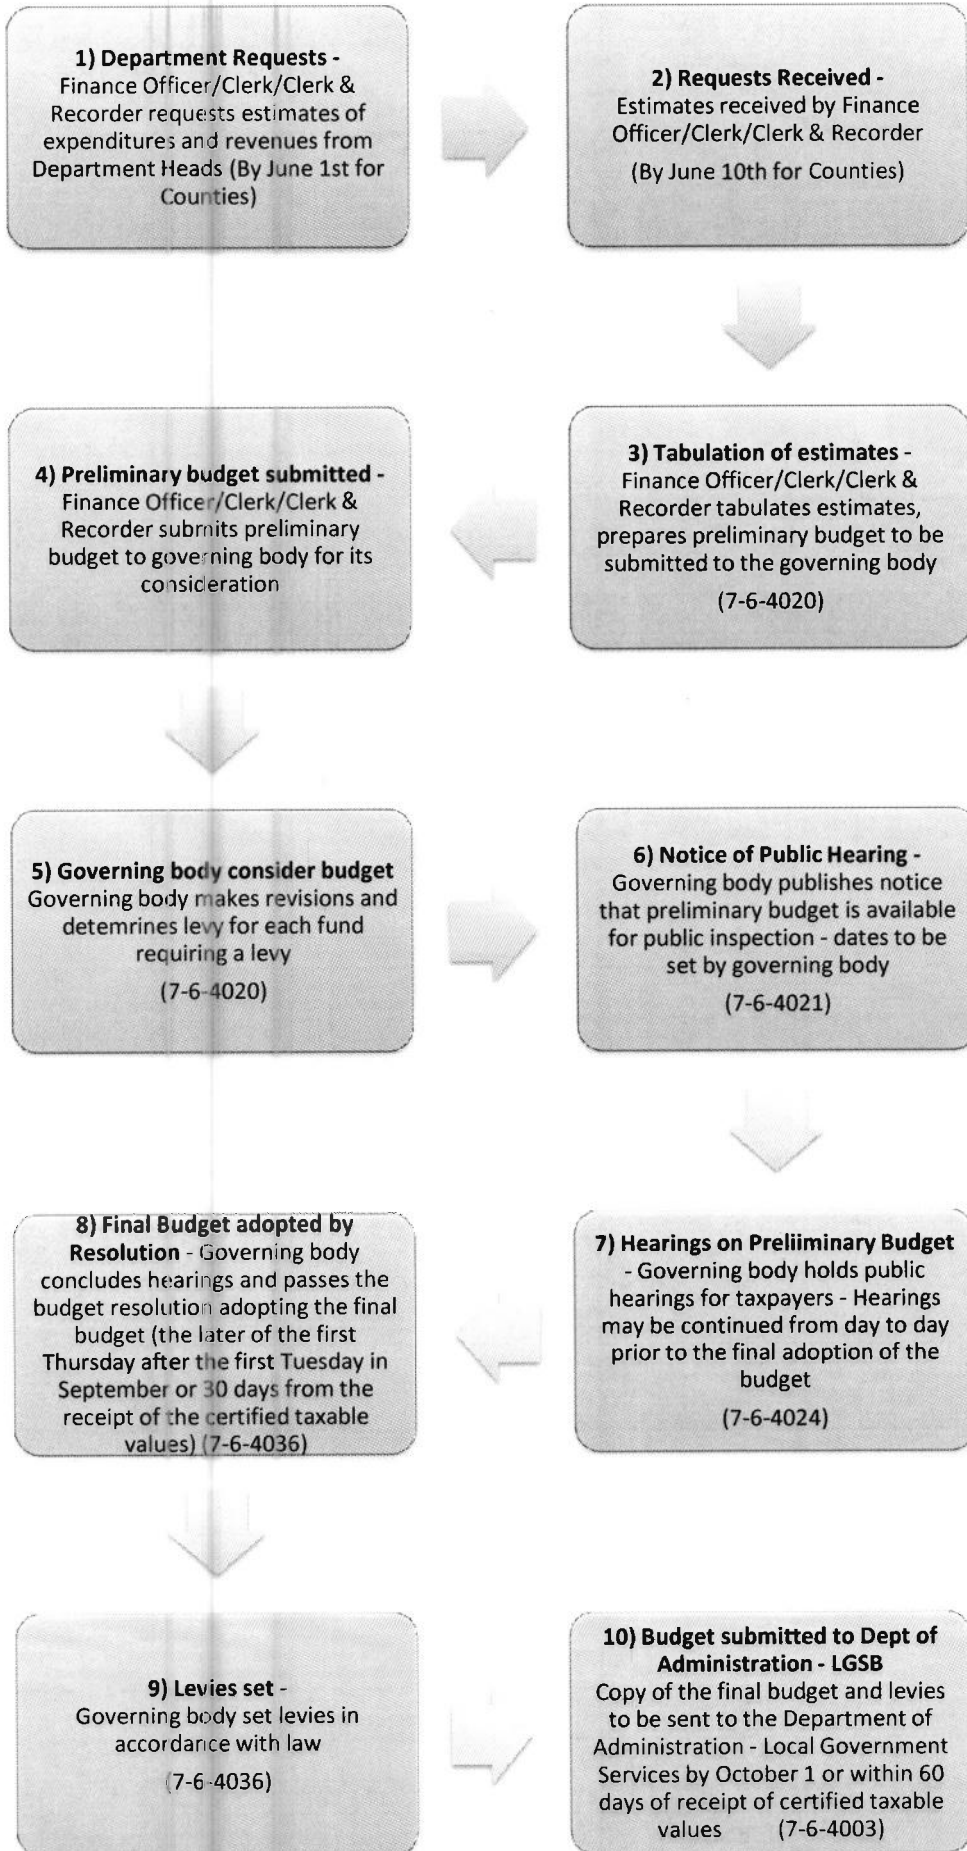 1) Department Requests -
Finance Officer/Clerk/Clerk &
Recorder requests estimates of
expenditures and revenues from
Department Heads (By June 1st for
Counties)
2) Requests Received -
Estimates received by Finance
Officer/Clerk/Clerk & Recorder
(By June 10th for Counties)
3) Tabulation of estimates -
Finance Officer/Clerk/Clerk &
Recorder tabulates estimates,
prepares preliminary budget to be
submitted to the governing body
(7-6-4020)
4) Preliminary budget submitted -
Finance Officer/Clerk/Clerk &
Recorder submits preliminary
budget to governing body for its
consideration
5) Governing body consider budget
Governing body makes revisions and
detemrines levy for each fund
requiring a levy
(7-6-4020)
6) Notice of Public Hearing -
Governing body publishes notice
that preliminary budget is available
for public inspection - dates to be
set by governing body
(7-6-4021)
7) Hearings on Preliiminary Budget
- Governing body holds public
hearings for taxpayers - Hearings
may be continued from day to day
prior to the final adoption of the
budget
(7-6-4024)
8) Final Budget adopted by
Resolution - Governing body
concludes hearings and passes the
budget resolution adopting the final
budget (the later of the first
Thursday after the first Tuesday in
September or 30 days from the
receipt of the certified taxable
values) (7-6-4036)
9) Levies set -
Governing body set levies in
accordance with law
(7-6-4036)
10) Budget submitted to Dept of
Administration - LGSB
Copy of the final budget and levies
to be sent to the Department of
Administration - Local Government
Services by October 1 or within 60
days of receipt of certified taxable
values (7-6-4003)